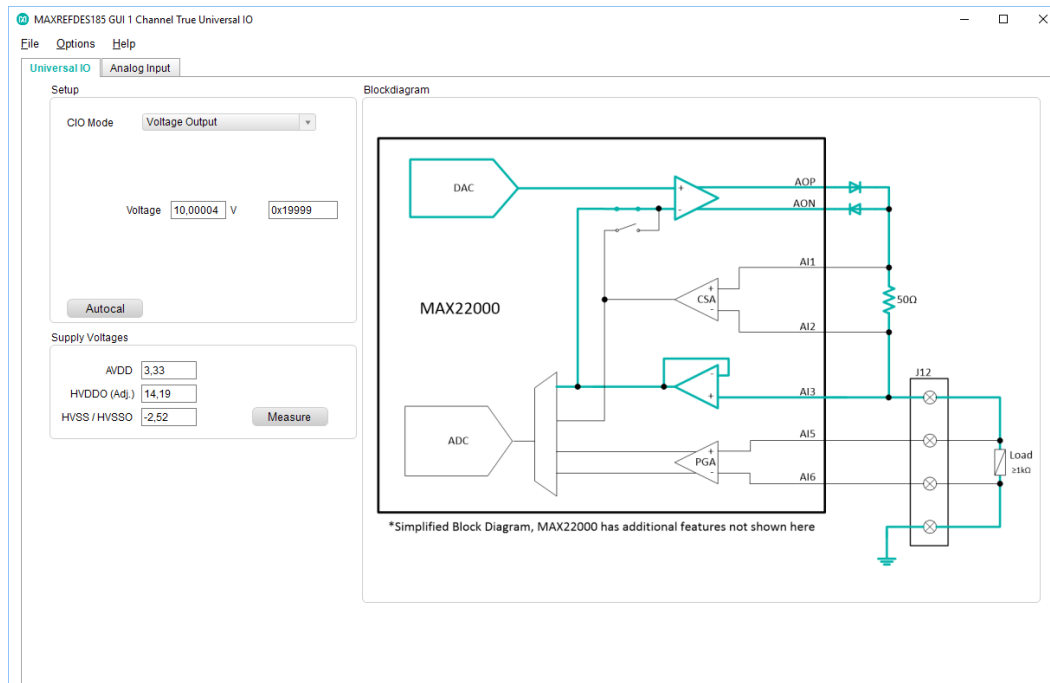 MAXREFDES185 GUI 1 Channel True Universal IO
File Options Help
Universal IO Analog Input
Setup
CIO Mode Voltage Output
Voltage 10,00004 V 0x19999
Autocal
Supply Voltages
AVDD 3,33
HVDDO (Adj.) 14,19
HVSS / HVSSO -2,52
Measure
Blockdiagram
DAC
+
-
AOP
AON
AI1
MAX22000
+
CSA
-
50Ω
AI2
J12
-
+
AI3
ADC
AI5
+
PGA
-
Load
≥1kΩ
AI6
*Simplified Block Diagram, MAX22000 has additional features not shown here